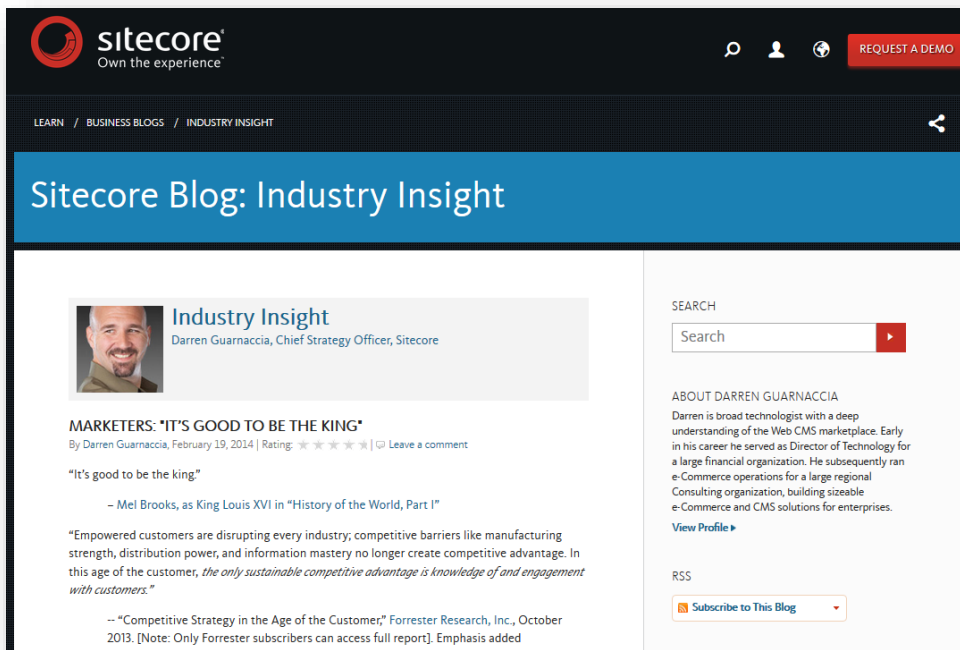 sitecore
Own the experience
REQUEST A DEMO
LEARN / BUSINESS BLOGS / INDUSTRY INSIGHT
Sitecore Blog: Industry Insight
Industry Insight
Darren Guarnaccia, Chief Strategy Officer, Sitecore
MARKETERS: "IT'S GOOD TO BE THE KING"
By Darren Guarnaccia, February 19, 2014 | Rating: | Leave a comment
“It’s good to be the king.”
– Mel Brooks, as King Louis XVI in “History of the World, Part I”
“Empowered customers are disrupting every industry; competitive barriers like manufacturing
strength, distribution power, and information mastery no longer create competitive advantage. In
this age of the customer, the only sustainable competitive advantage is knowledge of and engagement
with customers.”
-- “Competitive Strategy in the Age of the Customer,” Forrester Research, Inc., October
2013. [Note: Only Forrester subscribers can access full report]. Emphasis added
SEARCH
Search
ABOUT DARREN GUARNACCIA
Darren is broad technologist with a deep
understanding of the Web CMS marketplace. Early
in his career he served as Director of Technology for
a large financial organization. He subsequently ran
e-Commerce operations for a large regional
Consulting organization, building sizeable
e-Commerce and CMS solutions for enterprises.
View Profile
RSS
Subscribe to This Blog